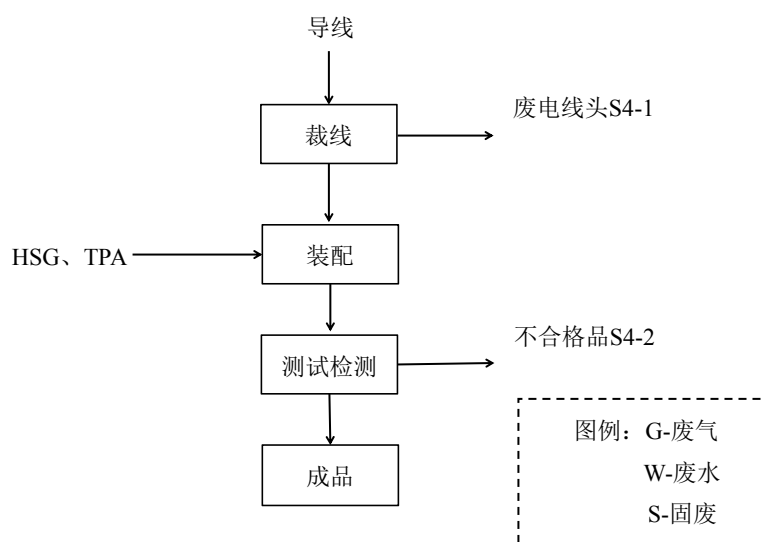 导线
裁线
废电线头S4-1
HSG、TPA
装配
测试检测
不合格品S4-2
成品
图例：G-废气
W-废水
S-固废